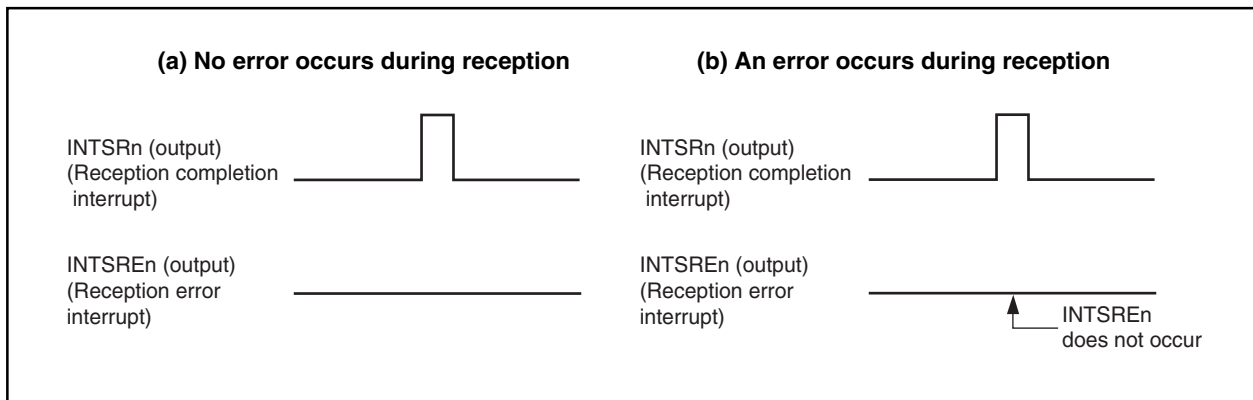 (a) No error occurs during reception
INTSRn (output)
(Reception completion
interrupt)
INTSREn (output)
(Reception error
interrupt)
(b) An error occurs during reception
INTSRn (output)
(Reception completion
interrupt)
INTSREn (output)
(Reception error
interrupt)
INTSREn
does not occur